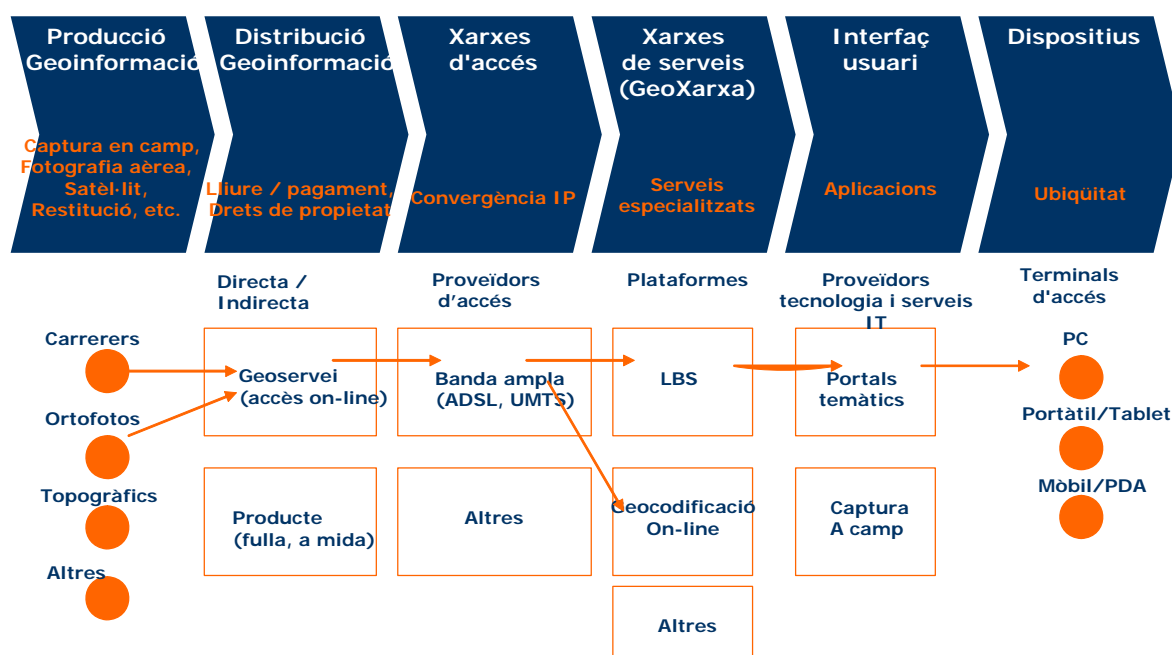 Producció
Geoinformació
Distribució
Geoinformació
Xarxes
d'accés
Xarxes
de serveis
(GeoXarxa)
Interfaç
usuari
Dispositius
Captura en camp,
Fotografia aèrea,
Satèl·lit,
Restitució, etc.
Lliure / pagament,
Drets de propietat
Convergència IP
Serveis
especialitzats
Aplicacions
Ubiqüitat
Directa /
Indirecta
Proveïdors
d’accés
Plataformes
Proveïdors
tecnologia i serveis
IT
Terminals
d'accés
Carrerers
Ortofotos
Topogràfics
Altres
Geoservei
(accès on-line)
Producte
(fulla, a mida)
Banda ampla
(ADSL, UMTS)
Altres
LBS
Geocodificació
On-line
Altres
Portals
temàtics
Captura
A camp
PC
Portàtil/Tablet
Mòbil/PDA